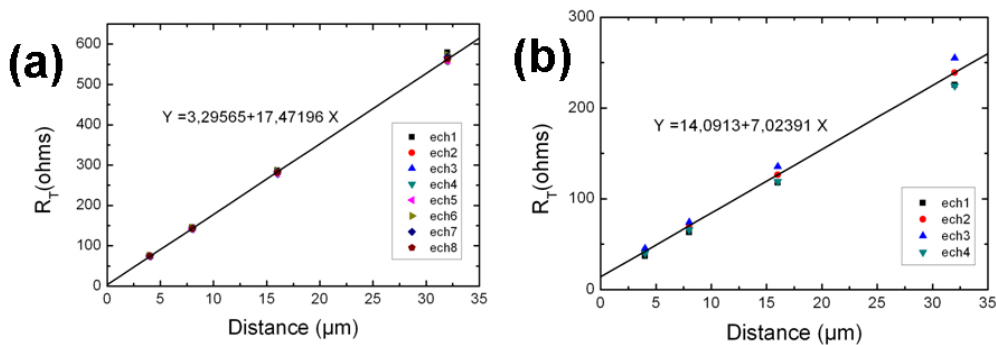 (a)
R_T(ohms)
600
500
400
300
200
100
0
Y =3,29565+17,47196 X
ech1
ech2
ech3
ech4
ech5
ech6
ech7
ech8
0 5 10 15 20 25 30 35
Distance (µm)
(b)
R_T(ohms)
300
200
100
0
Y =14,0913+7,02391 X
ech1
ech2
ech3
ech4
0 5 10 15 20 25 30 35
Distance (µm)